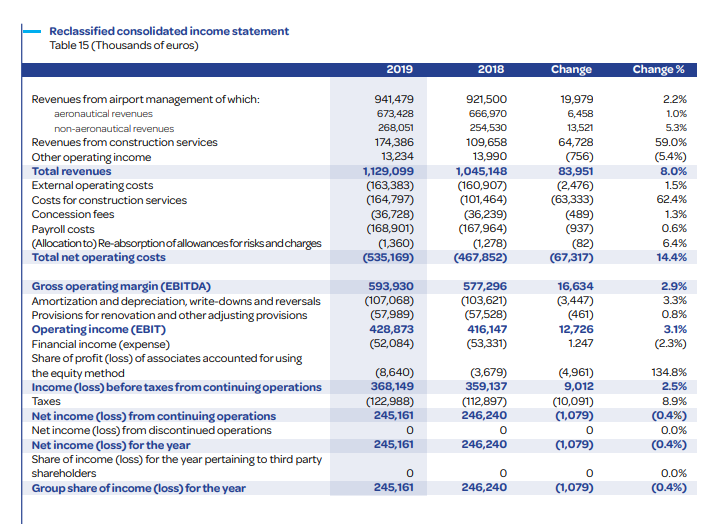 Reclassified consolidated income statement
Table 15 (Thousands of euros)
2019 2018 Change Change %
Revenues from airport management of which: 941,479 921,500 19,979 2.2%
aeronautical revenues 673,428 666,970 6,458 1.0%
non-aeronautical revenues 268,051 254,530 13,521 5.3%
Revenues from construction services 174,386 109,658 64,728 59.0%
Other operating income 13,234 13,990 (756) (5.4%)
Total revenues 1,129,099 1,045,148 83,951 8.0%
External operating costs (163,383) (160,907) (2,476) 1.5%
Costs for construction services (164,797) (101,464) (63,333) 62.4%
Concession fees (36,728) (36,239) (489) 1.3%
Payroll costs (168,901) (167,964) (937) 0.6%
(Allocation to) Re-absorption of allowances for risks and charges (1,360) (1,278) (82) 6.4%
Total net operating costs (535,169) (467,852) (67,317) 14.4%
Gross operating margin (EBITDA) 593,930 577,296 16,634 2.9%
Amortization and depreciation, write-downs and reversals (107,068) (103,621) (3,447) 3.3%
Provisions for renovation and other adjusting provisions (57,989) (57,528) (461) 0.8%
Operating income (EBIT) 428,873 416,147 12,726 3.1%
Financial income (expense) (52,084) (53,331) 1.247 (2.3%)
Share of profit (loss) of associates accounted for using
the equity method (8,640) (3,679) (4,961) 134.8%
Income (loss) before taxes from continuing operations 368,149 359,137 9,012 2.5%
Taxes (122,988) (112,897) (10,091) 8.9%
Net income (loss) from continuing operations 245,161 246,240 (1,079) (0.4%)
Net income (loss) from discontinued operations 0 0 0 0.0%
Net income (loss) for the year 245,161 246,240 (1,079) (0.4%)
Share of income (loss) for the year pertaining to third party
shareholders 0 0 0 0.0%
Group share of income (loss) for the year 245,161 246,240 (1,079) (0.4%)